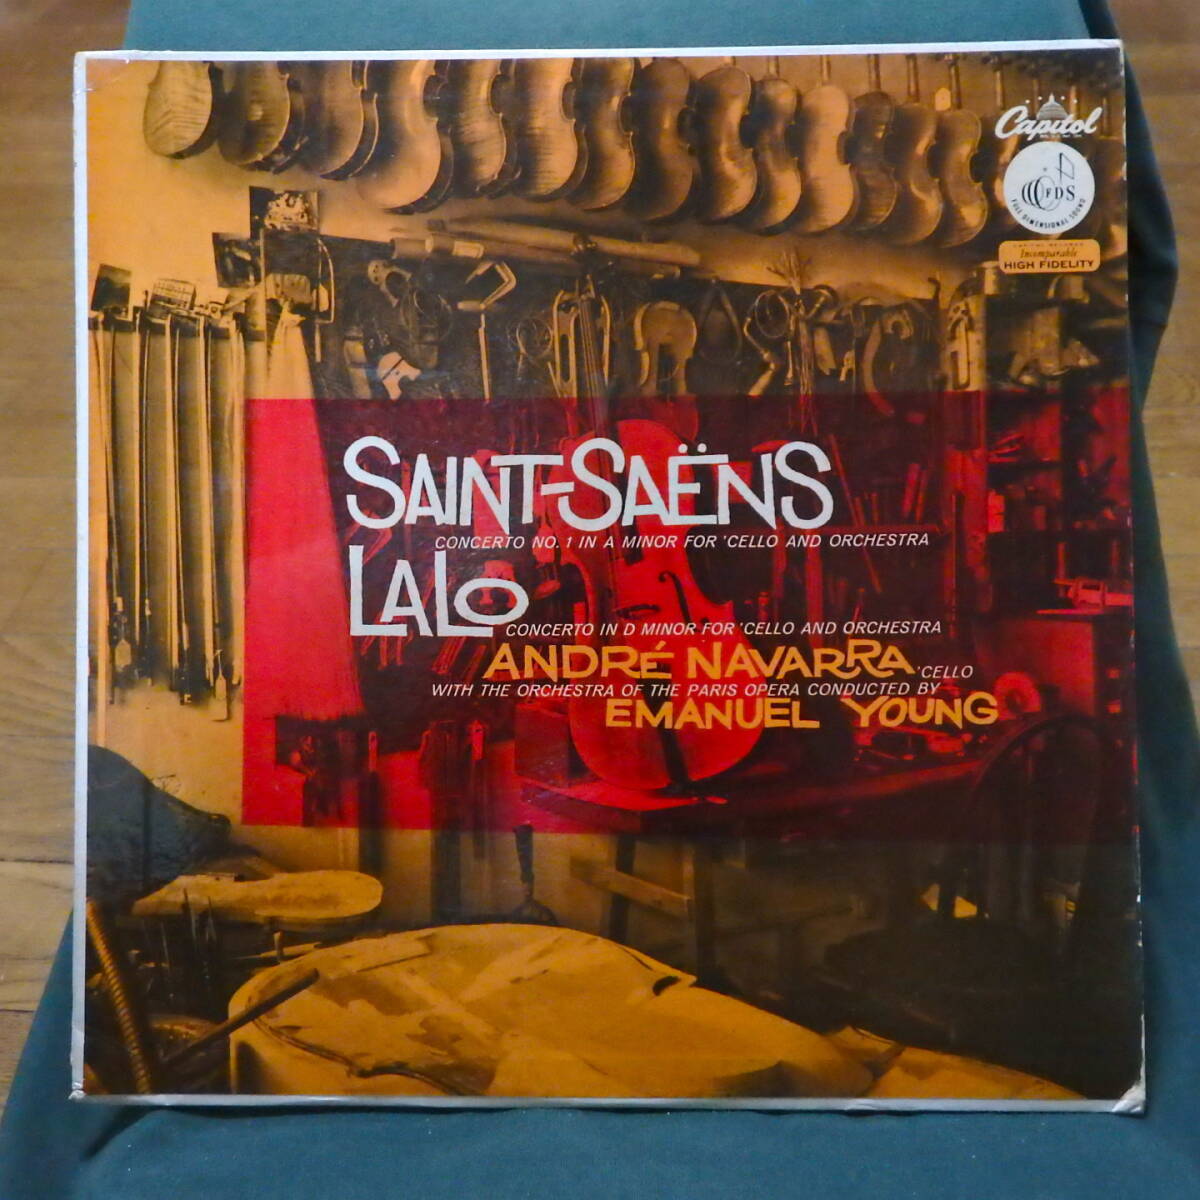 Capitol
FDS
FULL DIMENSIONAL SOUND
CAPITOL RECORDS
Incomparable
HIGH FIDELITY
SAINT-SAËNS
CONCERTO NO. 1 IN A MINOR FOR 'CELLO AND ORCHESTRA
LALO
CONCERTO IN D MINOR FOR 'CELLO AND ORCHESTRA
ANDRÉ NAVARRA 'CELLO
WITH THE ORCHESTRA OF THE PARIS OPERA CONDUCTED BY
EMANUEL YOUNG